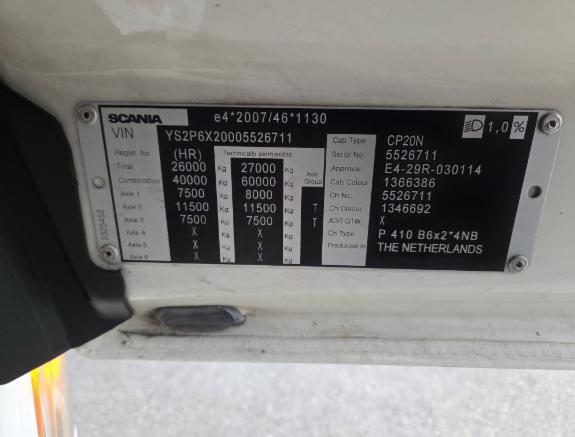 SCANIA e4*2007/46*1130 1,0%
VIN YS2P6X20005526711
Regist. for (HR) Technically permissible
Total 26000 Kg 27000 Kg Axle Group
Combination 40000 Kg 60000 Kg
Axle 1 7500 Kg 8000 Kg
Axle 2 11500 Kg 11500 Kg T
Axle 3 7500 Kg 7500 Kg T
Axle 4 X Kg X Kg
Axle 5 X Kg X Kg
Axle 6 X Kg X Kg
Cab Type CP20N
Serial No. 5526711
Approval E4-29R-030114
Cab Colour 1366386
Ch No. 5526711
Ch Colour 1346692
ADR GTW X
Ch Type P 410 B6x2*4NB
Produced in THE NETHERLANDS
2325452